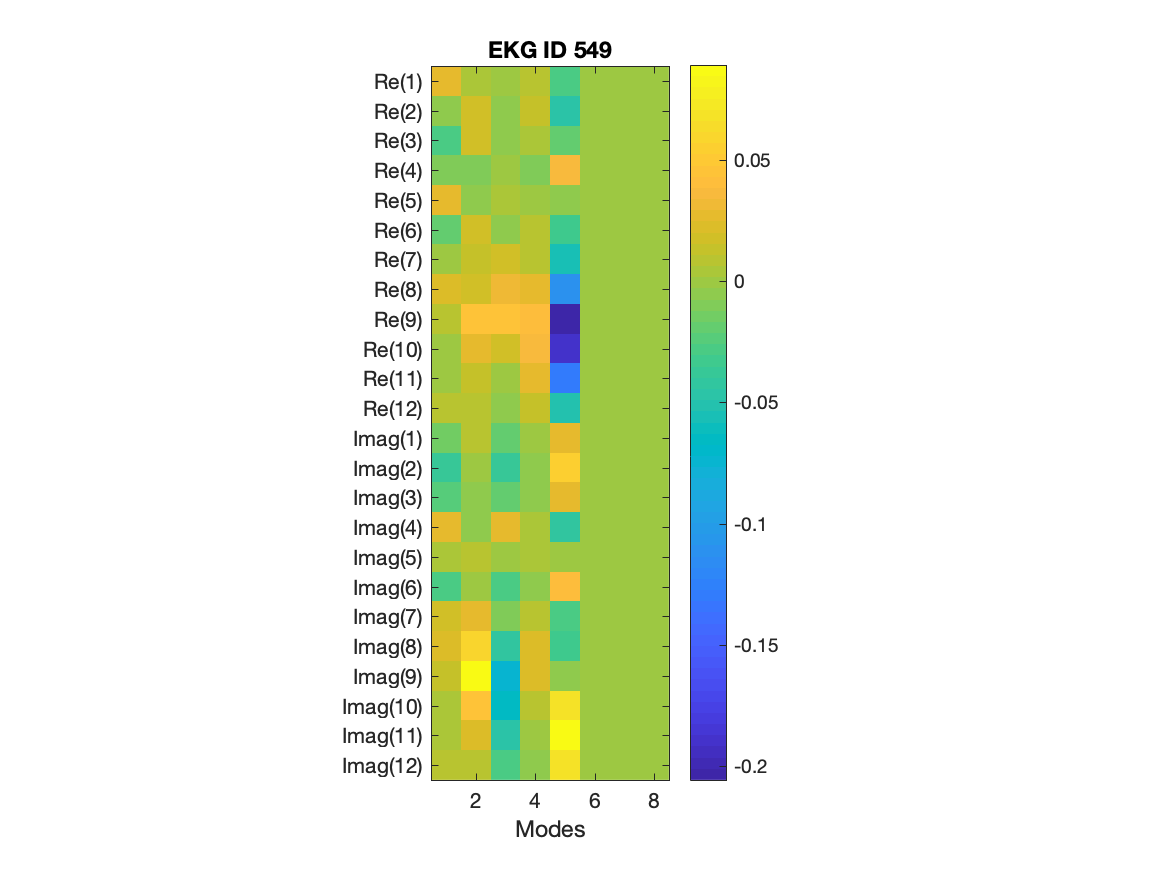 EKG ID 549
Re(1)
Re(2)
Re(3)
Re(4)
Re(5)
Re(6)
Re(7)
Re(8)
Re(9)
Re(10)
Re(11)
Re(12)
Imag(1)
Imag(2)
Imag(3)
Imag(4)
Imag(5)
Imag(6)
Imag(7)
Imag(8)
Imag(9)
Imag(10)
Imag(11)
Imag(12)
2 4 6 8
Modes
0.05
0
-0.05
-0.1
-0.15
-0.2